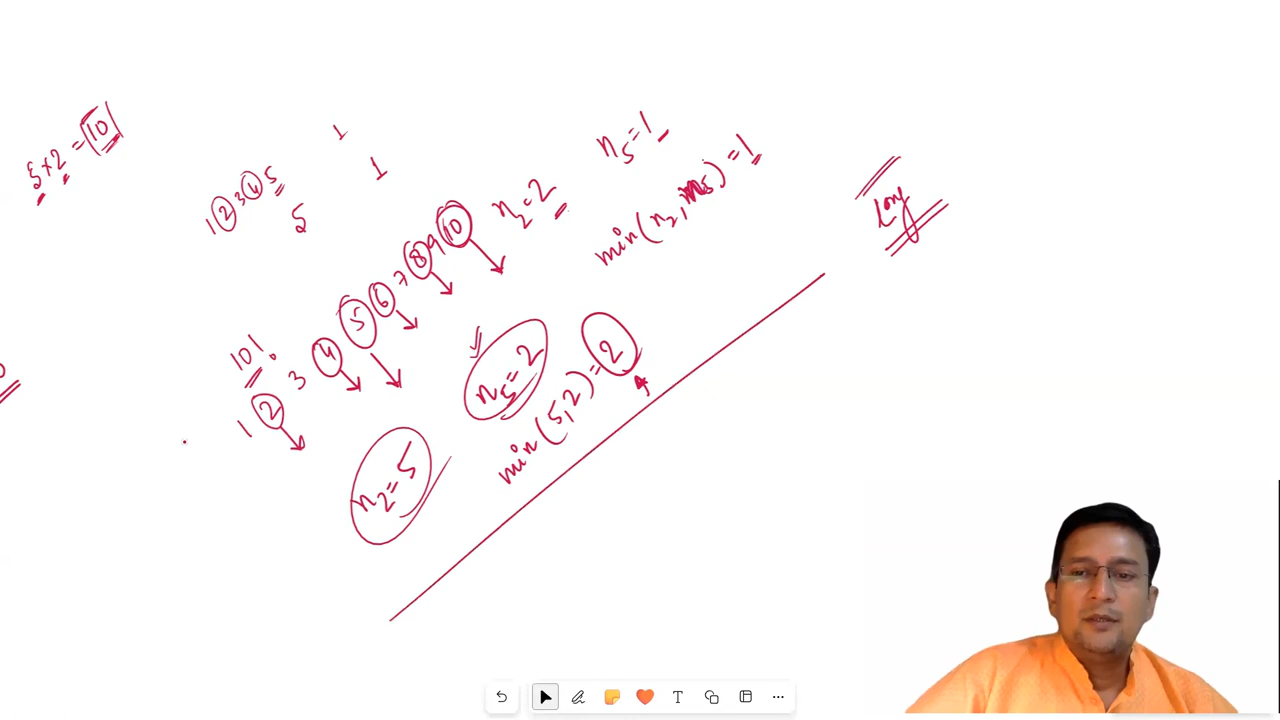 5 × 2 = 10
1 2 3 4 5
5
1
1
n2 = 2
n5 = 1
min(n2, n5) = 1
Long
10!
1 2 3 4 5 6 7 8 9 10
n2 = 5
n5 = 2
min(5, 2) = 2
0
T